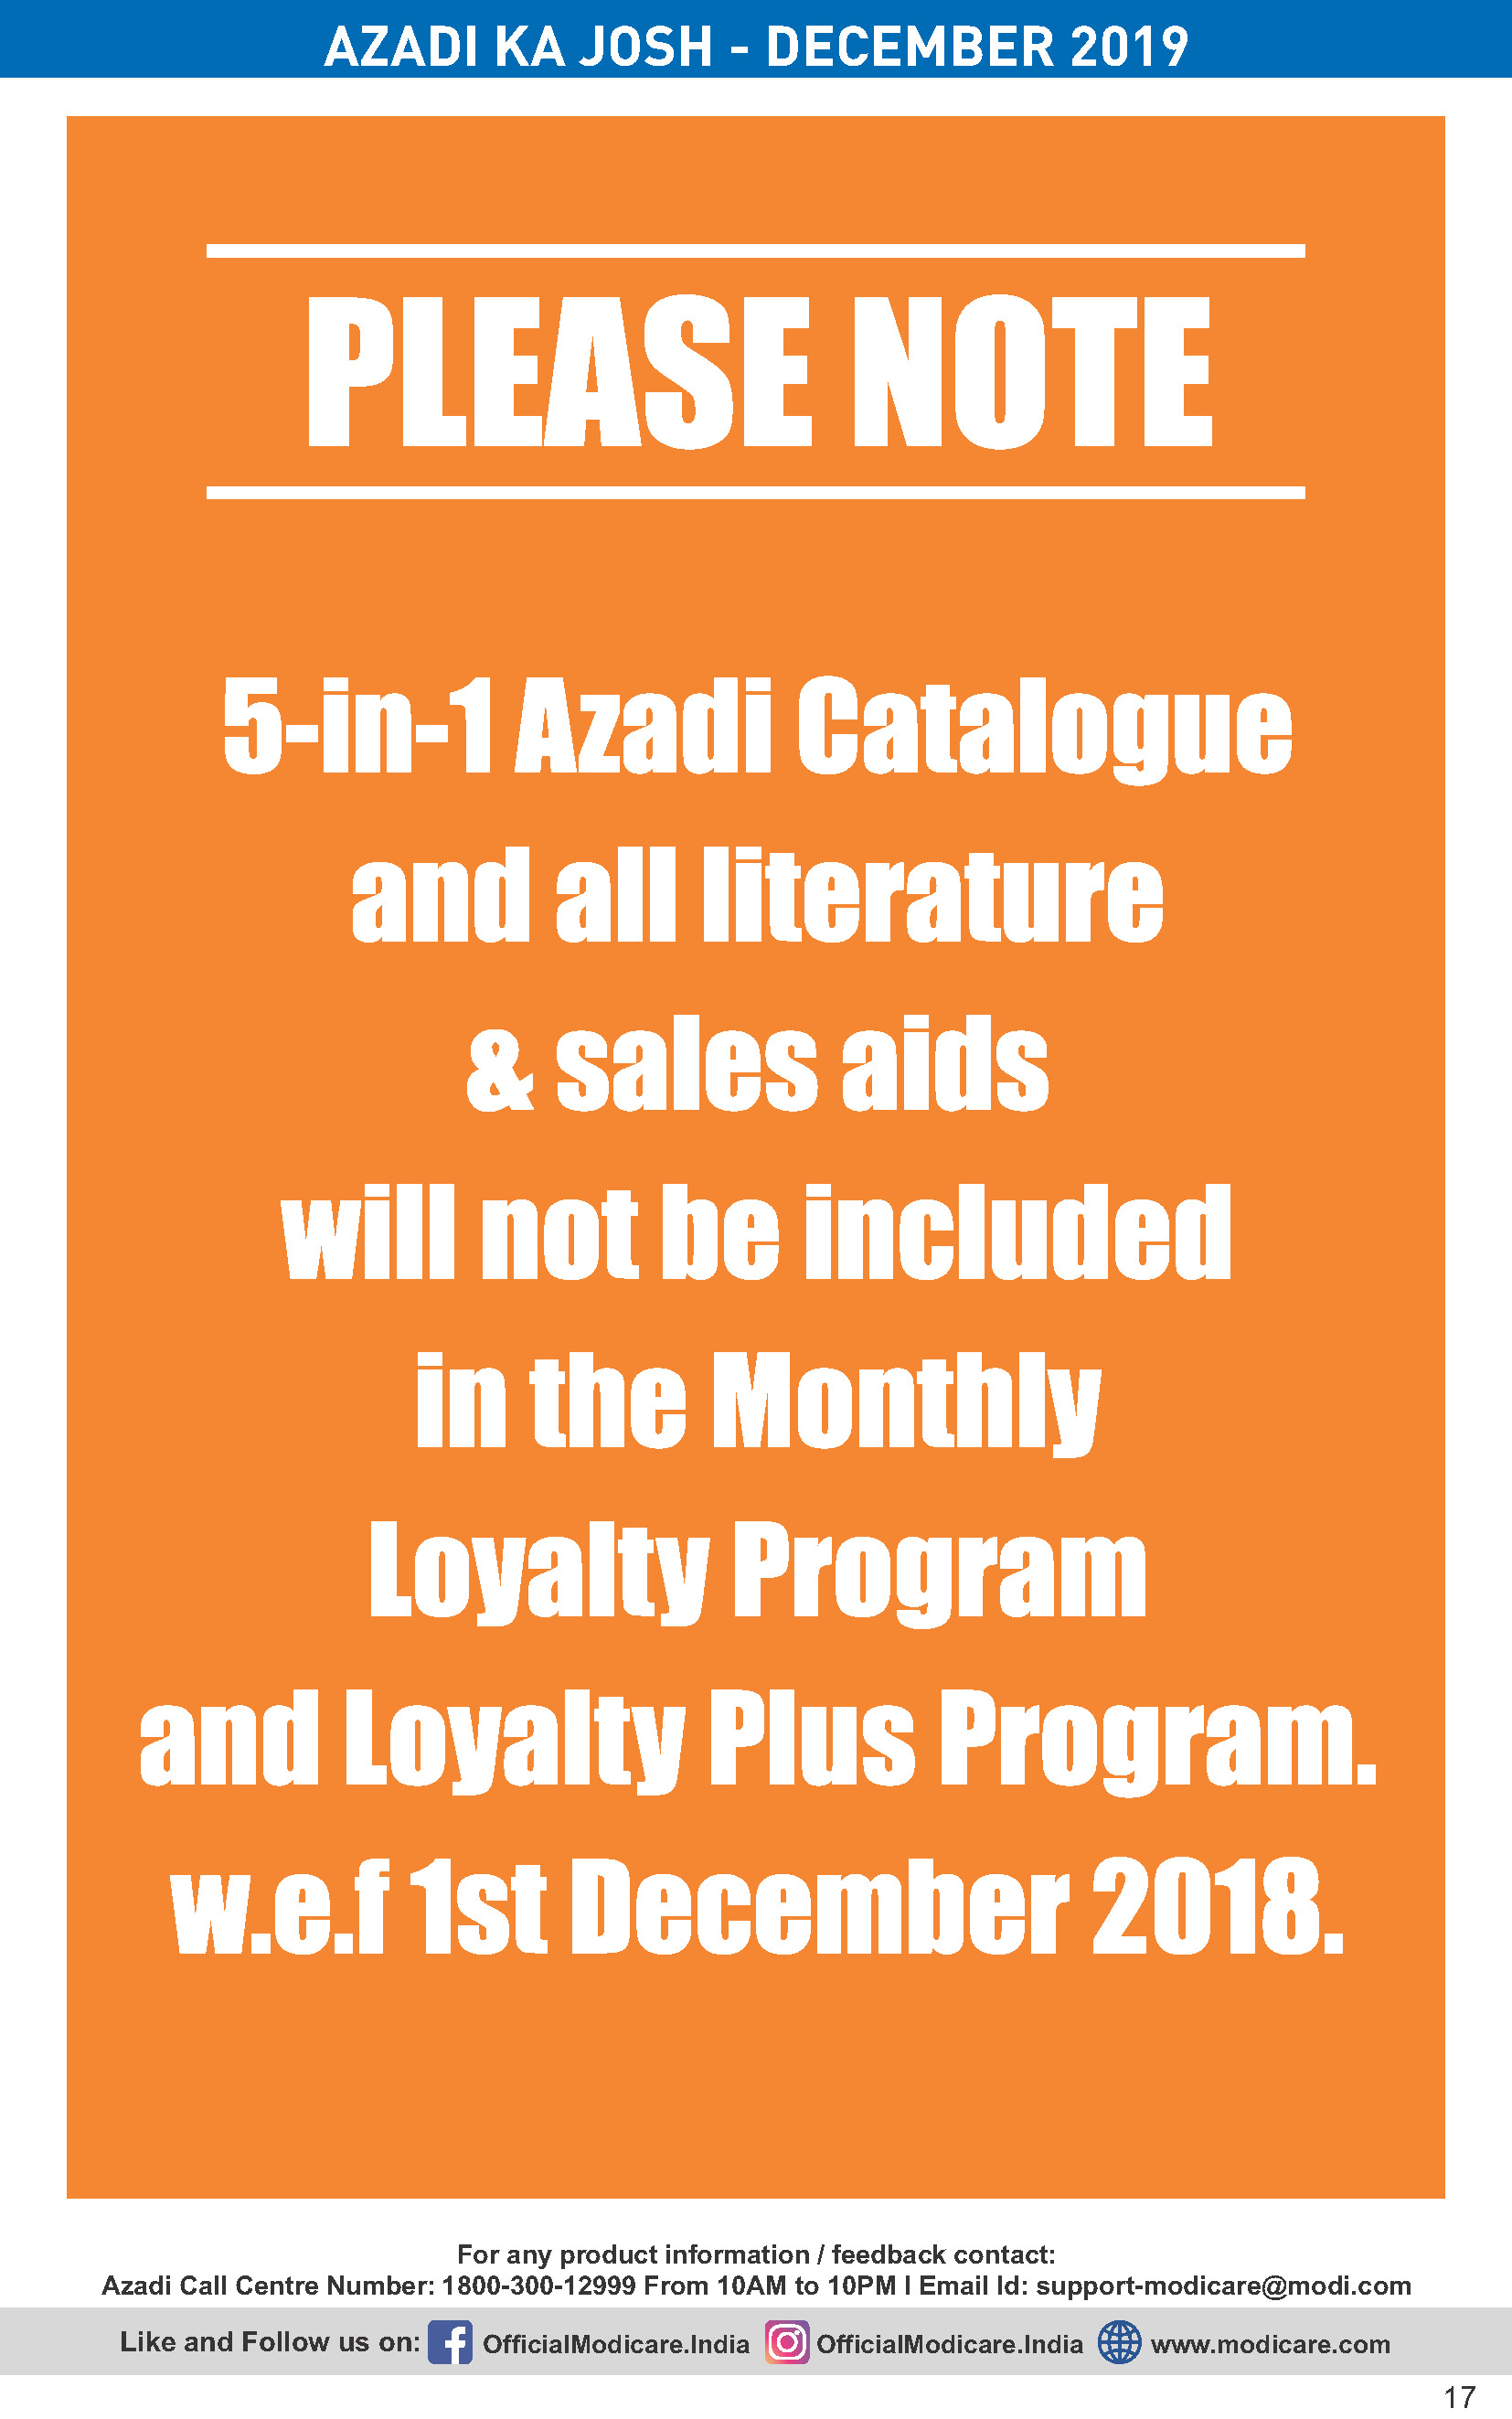 AZADI KA JOSH - DECEMBER 2019
PLEASE NOTE
5-in-1 Azadi Catalogue
and all literature
& sales aids
will not be included
in the Monthly
Loyalty Program
and Loyalty Plus Program.
w.e.f 1st December 2018.
For any product information / feedback contact:
Azadi Call Centre Number: 1800-300-12999 From 10AM to 10PM I Email Id: support-modicare@modi.com
Like and Follow us on: OfficialModicare.India OfficialModicare.India www.modicare.com
17